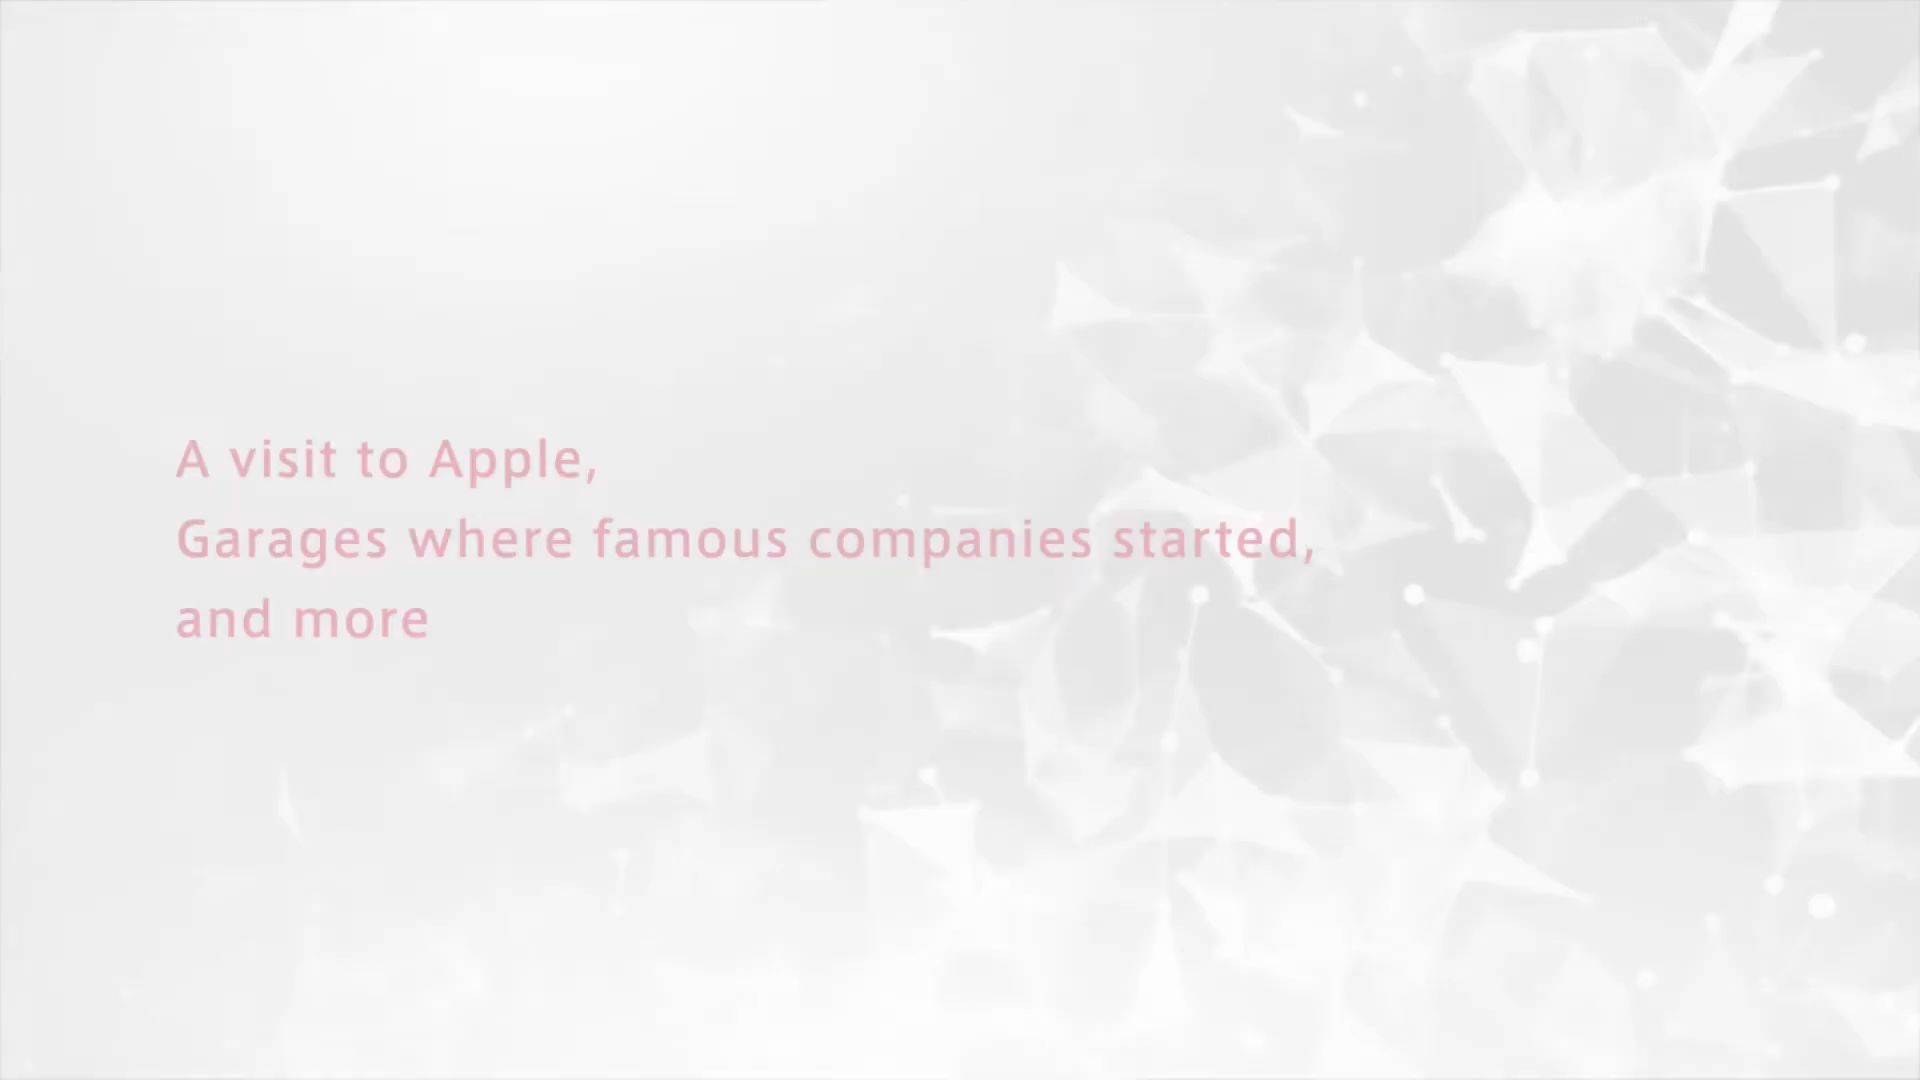 A visit to Apple,
Garages where famous companies started,
and more